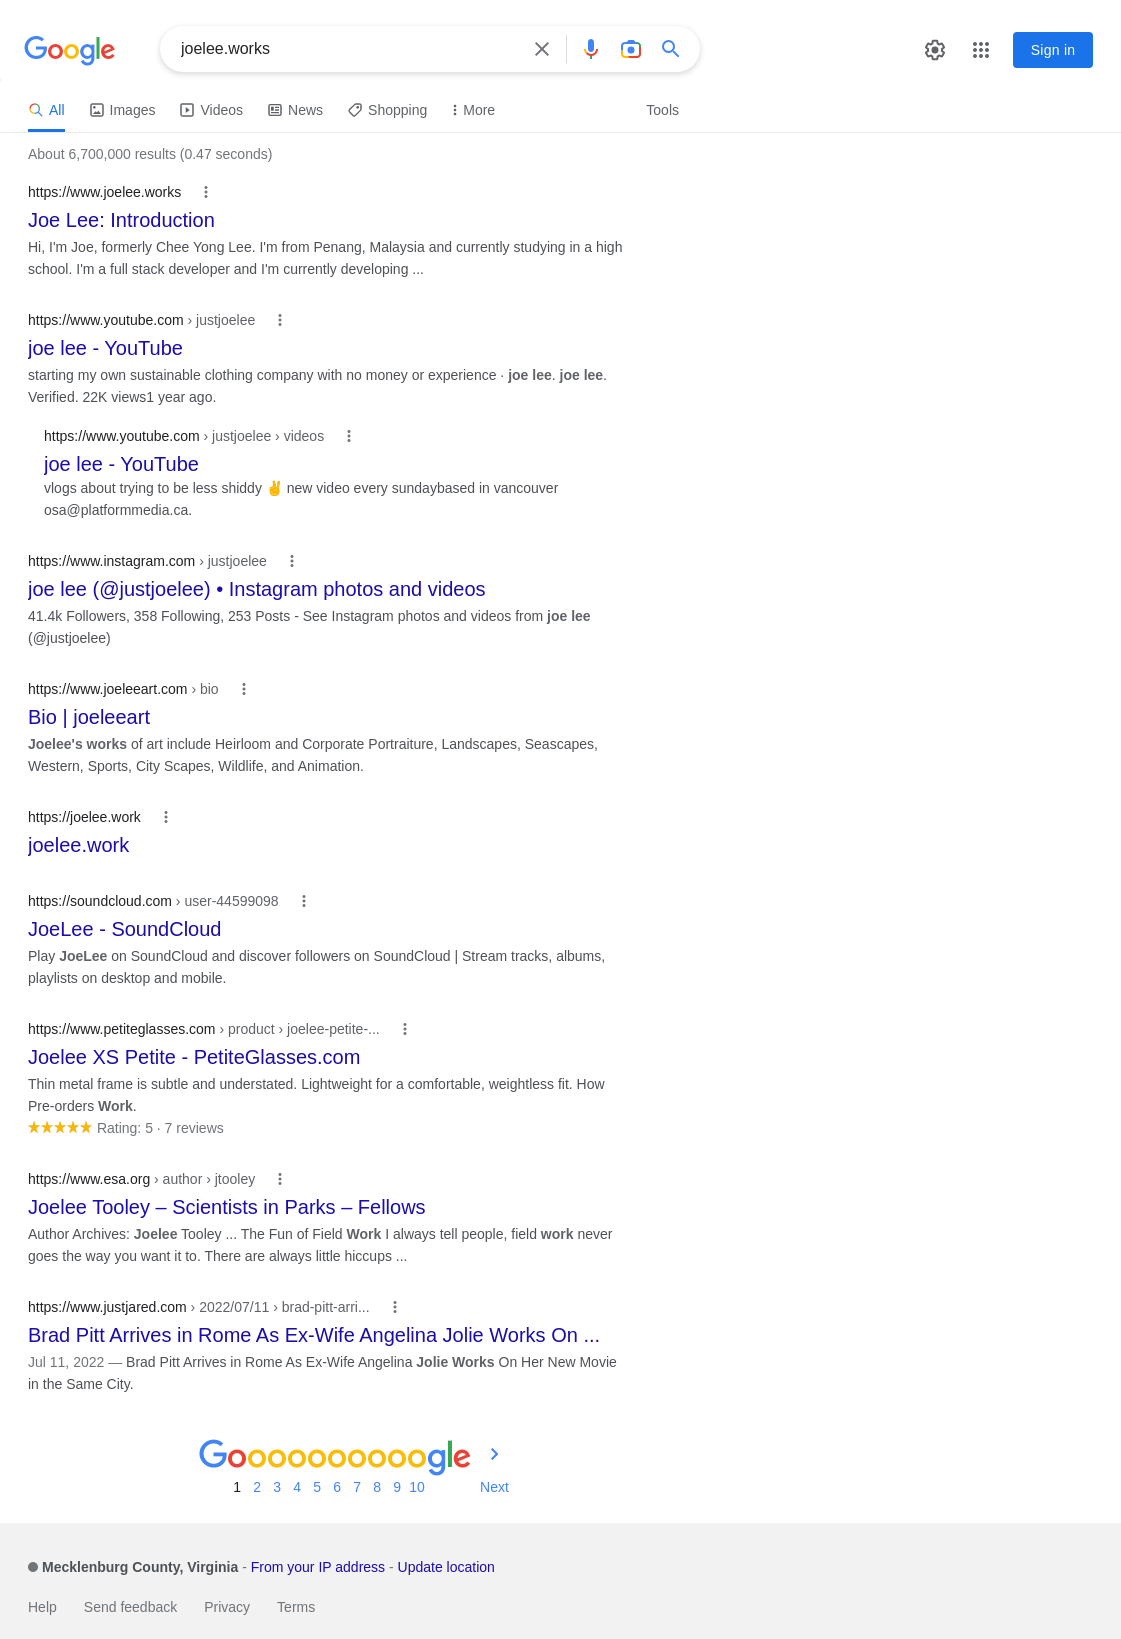 Google
joelee.works
Sign in
All
Images
Videos
News
Shopping
More
Tools
About 6,700,000 results (0.47 seconds)
https://www.joelee.works
Joe Lee: Introduction
Hi, I'm Joe, formerly Chee Yong Lee. I'm from Penang, Malaysia and currently studying in a high
school. I'm a full stack developer and I'm currently developing ...
https://www.youtube.com › justjoelee
joe lee - YouTube
starting my own sustainable clothing company with no money or experience · joe lee. joe lee.
Verified. 22K views1 year ago.
https://www.youtube.com › justjoelee › videos
joe lee - YouTube
vlogs about trying to be less shiddy ✌ new video every sundaybased in vancouver
osa@platformmedia.ca.
https://www.instagram.com › justjoelee
joe lee (@justjoelee) • Instagram photos and videos
41.4k Followers, 358 Following, 253 Posts - See Instagram photos and videos from joe lee
(@justjoelee)
https://www.joeleeart.com › bio
Bio | joeleeart
Joelee's works of art include Heirloom and Corporate Portraiture, Landscapes, Seascapes,
Western, Sports, City Scapes, Wildlife, and Animation.
https://joelee.work
joelee.work
https://soundcloud.com › user-44599098
JoeLee - SoundCloud
Play JoeLee on SoundCloud and discover followers on SoundCloud | Stream tracks, albums,
playlists on desktop and mobile.
https://www.petiteglasses.com › product › joelee-petite-...
Joelee XS Petite - PetiteGlasses.com
Thin metal frame is subtle and understated. Lightweight for a comfortable, weightless fit. How
Pre-orders Work.
★★★★★ Rating: 5 · 7 reviews
https://www.esa.org › author › jtooley
Joelee Tooley – Scientists in Parks – Fellows
Author Archives: Joelee Tooley ... The Fun of Field Work I always tell people, field work never
goes the way you want it to. There are always little hiccups ...
https://www.justjared.com › 2022/07/11 › brad-pitt-arri...
Brad Pitt Arrives in Rome As Ex-Wife Angelina Jolie Works On ...
Jul 11, 2022 — Brad Pitt Arrives in Rome As Ex-Wife Angelina Jolie Works On Her New Movie
in the Same City.
Goooooooooogle
1 2 3 4 5 6 7 8 9 10 Next
Mecklenburg County, Virginia - From your IP address - Update location
Help Send feedback Privacy Terms